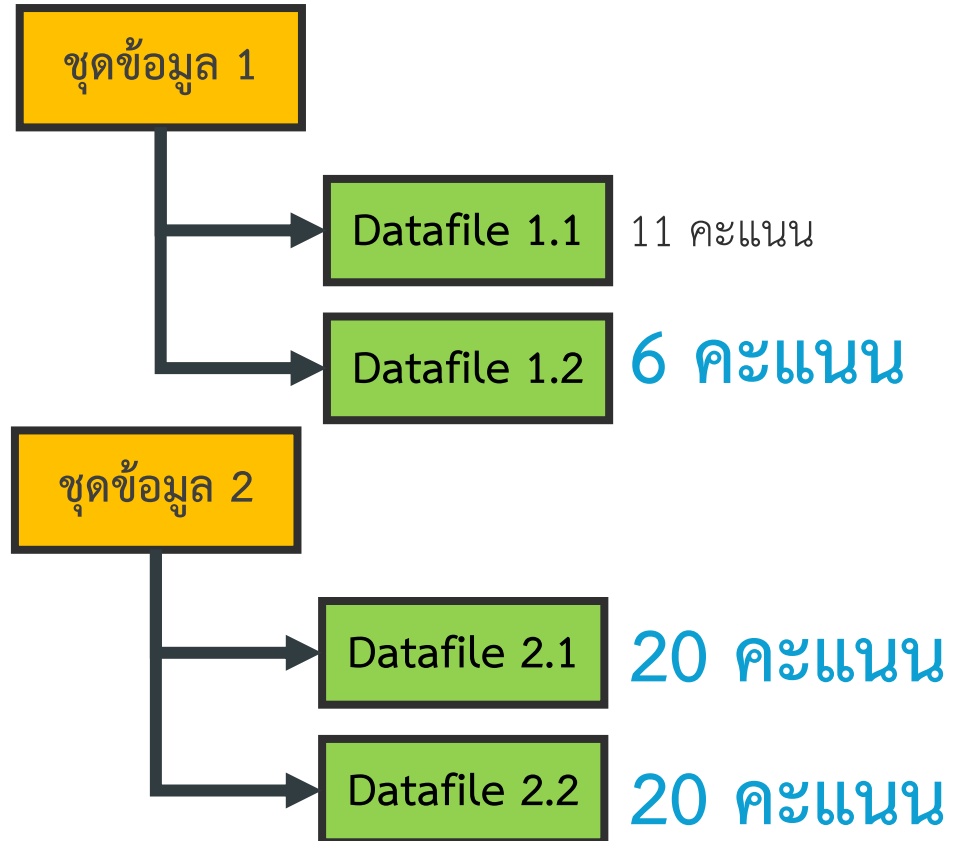 ชุดข้อมูล 1
Datafile 1.1 11 คะแนน
Datafile 1.2 6 คะแนน
ชุดข้อมูล 2
Datafile 2.1 20 คะแนน
Datafile 2.2 20 คะแนน